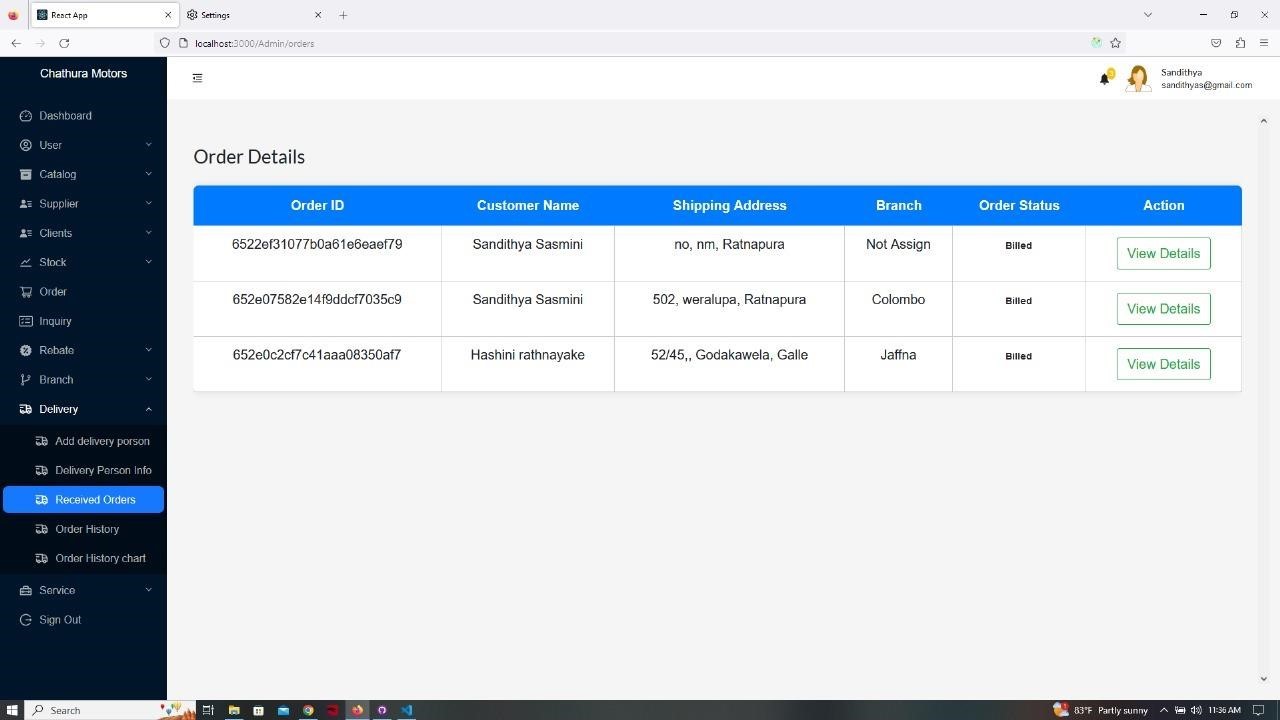 React App
Settings
localhost:3000/Admin/orders
Chathura Motors
Sandithya
sandithyas@gmail.com
Dashboard
User
Catalog
Supplier
Clients
Stock
Order
Inquiry
Rebate
Branch
Delivery
Add delivery person
Delivery Person Info
Received Orders
Order History
Order History chart
Service
Sign Out
Order Details
Order ID Customer Name Shipping Address Branch Order Status Action
6522ef31077b0a61e6eaef79 Sandithya Sasmini no, nm, Ratnapura Not Assign Billed View Details
652e07582e14f9ddcf7035c9 Sandithya Sasmini 502, weralupa, Ratnapura Colombo Billed View Details
652e0c2cf7c41aaa08350af7 Hashini rathnayake 52/45,, Godakawela, Galle Jaffna Billed View Details
Search
83°F Partly sunny
11:36 AM